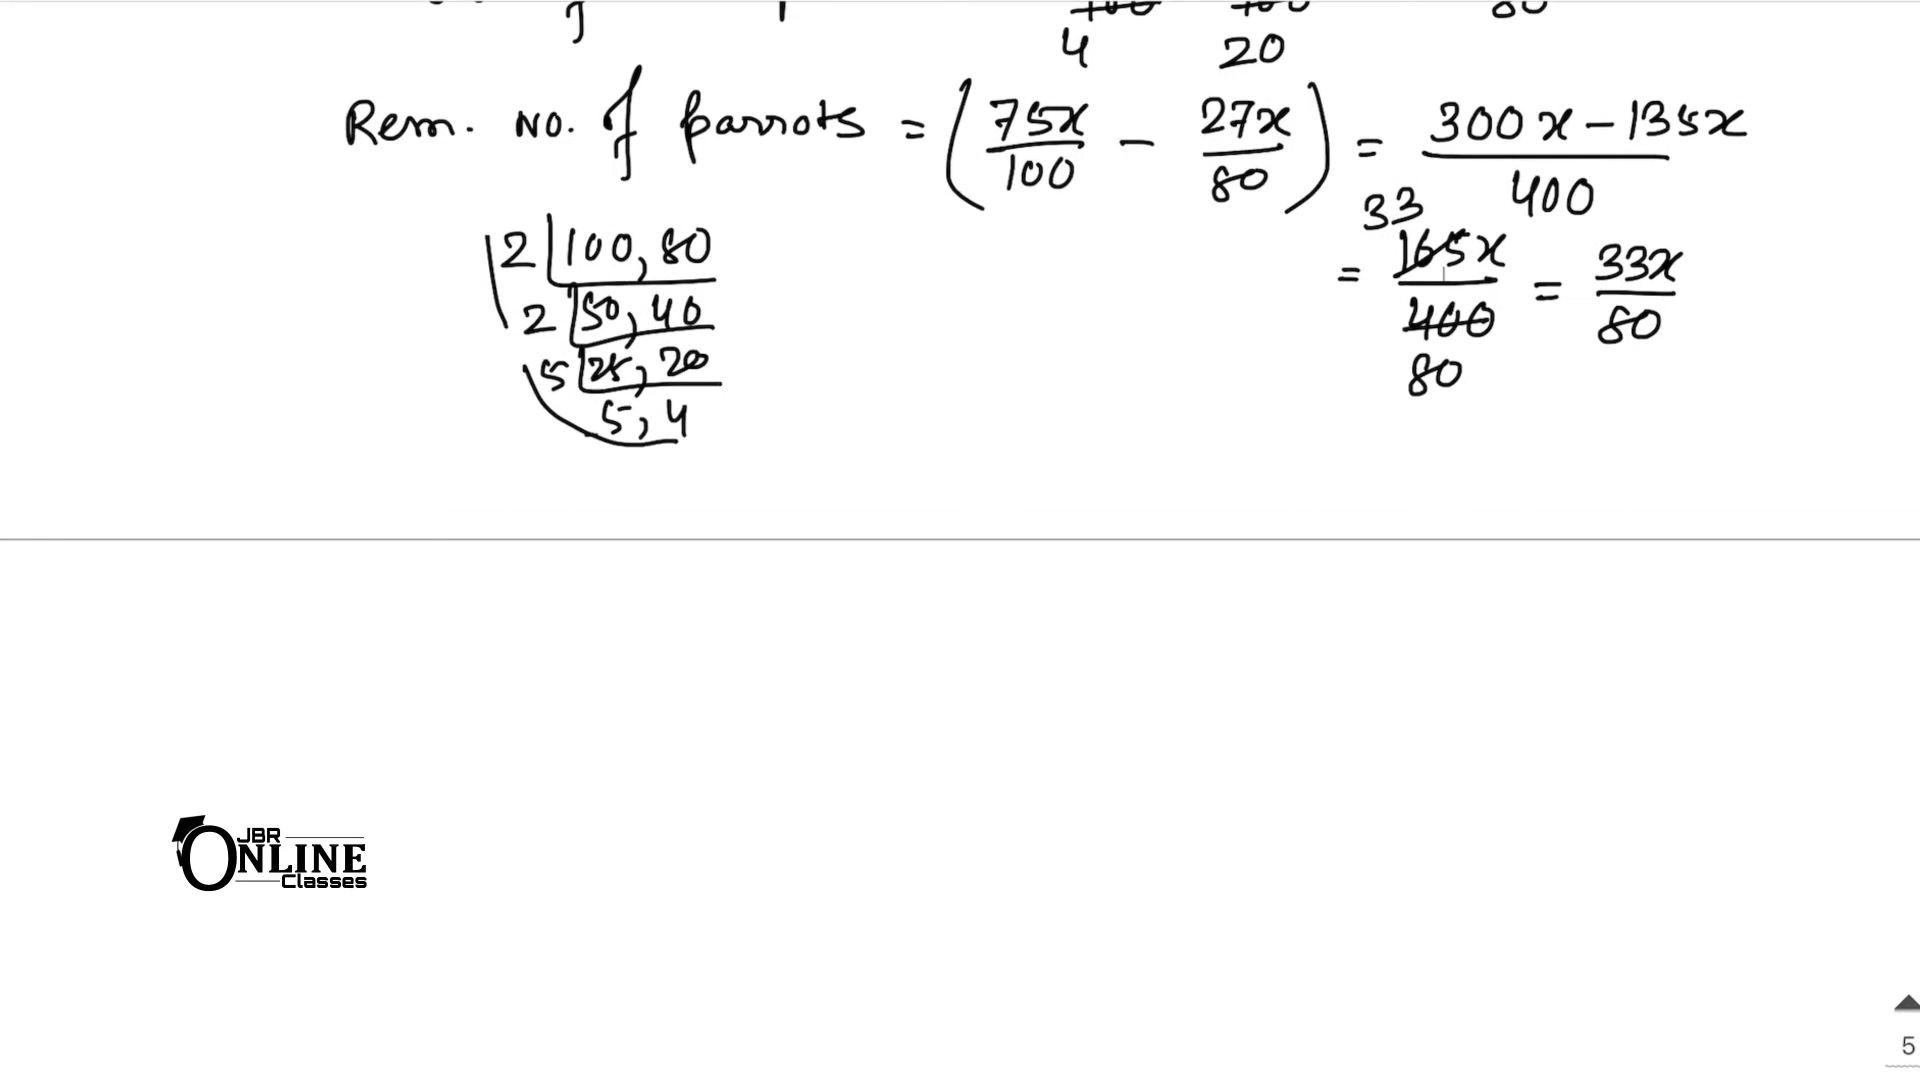 4 20
Rem. No. of parrots = (75x/100 - 27x/80) = 300x-135x/400
33
= 165x/400 = 33x/80
80
2 | 100, 80
2 | 50, 40
5 | 25, 20
5, 4
JBR
ONLINE
Classes
5